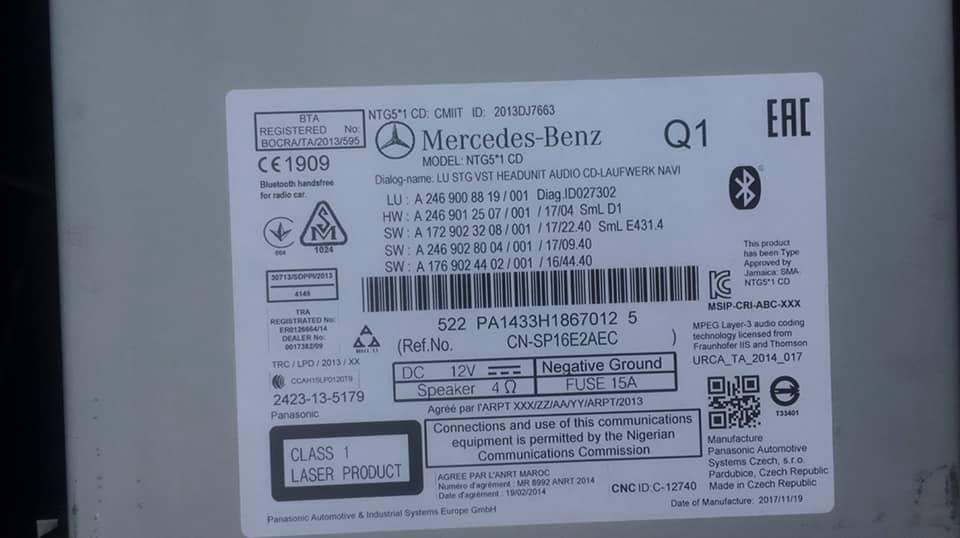 BTA
REGISTERED No:
BOCRA/TA/2013/595
CE1909
Bluetooth handsfree
for radio car.
1024
30713/SDPPI/2013
4145
TRA
REGISTRATED No:
ER0126664/14
DEALER No:
0017382/09
TRC / LPD / 2013 / XX
CCAH15LP0120T9
2423-13-5179
Panasonic
CLASS 1
LASER PRODUCT
Panasonic Automotive & Industrial Systems Europe GmbH
NTG5*1 CD: CMIIT ID: 2013DJ7663
Mercedes-Benz
Q1
MODEL: NTG5*1 CD
Dialog-name: LU STG VST HEADUNIT AUDIO CD-LAUFWERK NAVI
LU : A 246 900 88 19 / 001 Diag.ID027302
HW : A 246 901 25 07 / 001 / 17/04 SmL D1
SW : A 172 902 32 08 / 001 / 17/22.40 SmL E431.4
SW : A 246 902 80 04 / 001 / 17/09.40
SW : A 176 902 44 02 / 001 / 16/44.40
522 PA1433H1867012 5
(Ref.No. CN-SP16E2AEC )
DC 12V Negative Ground
Speaker 4 Ω FUSE 15A
Agréé par l'ARPT XXX/ZZ/AA/YY/ARPT/2013
Connections and use of this communications
equipment is permitted by the Nigerian
Communications Commission
AGREE PAR L'ANRT MAROC
Numéro d'agrément : MR 8992 ANRT 2014
Date d'agrément : 19/02/2014
CNC ID:C-12740
EAC
This product
has been Type
Approved by
Jamaica: SMA-
NTG5*1 CD
MSIP-CRI-ABC-XXX
MPEG Layer-3 audio coding
technology licensed from
Fraunhofer IIS and Thomson
URCA_TA_2014_017
T33401
Manufacture
Panasonic Automotive
Systems Czech, s.r.o.
Pardubice, Czech Republic
Made in Czech Republic
Date of Manufacture: 2017/11/19